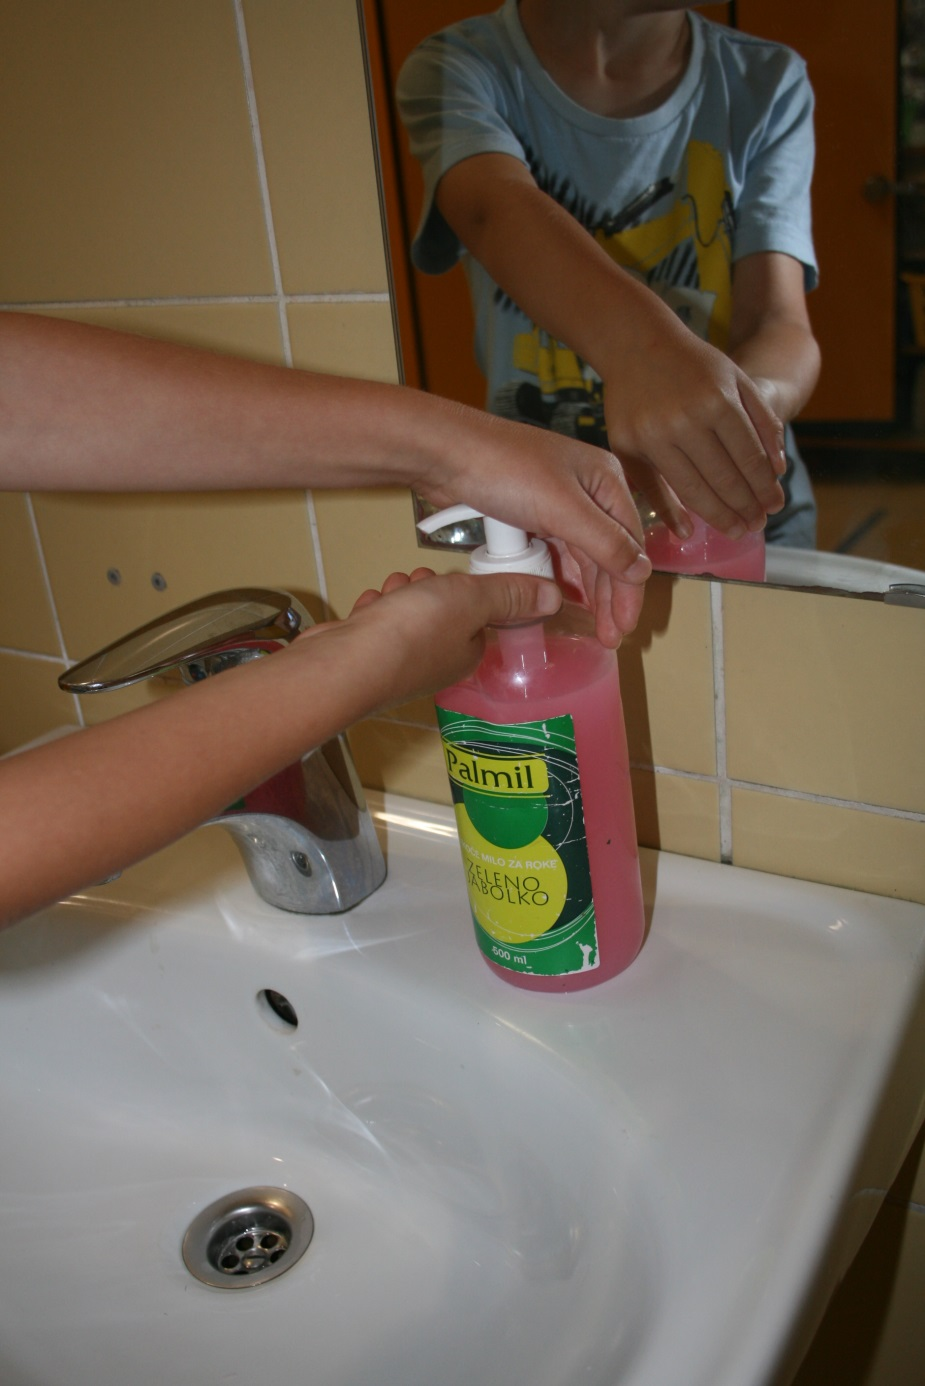 Palmil
MILO ZA ROKE
ZELENO
JABOLKO
500 ml